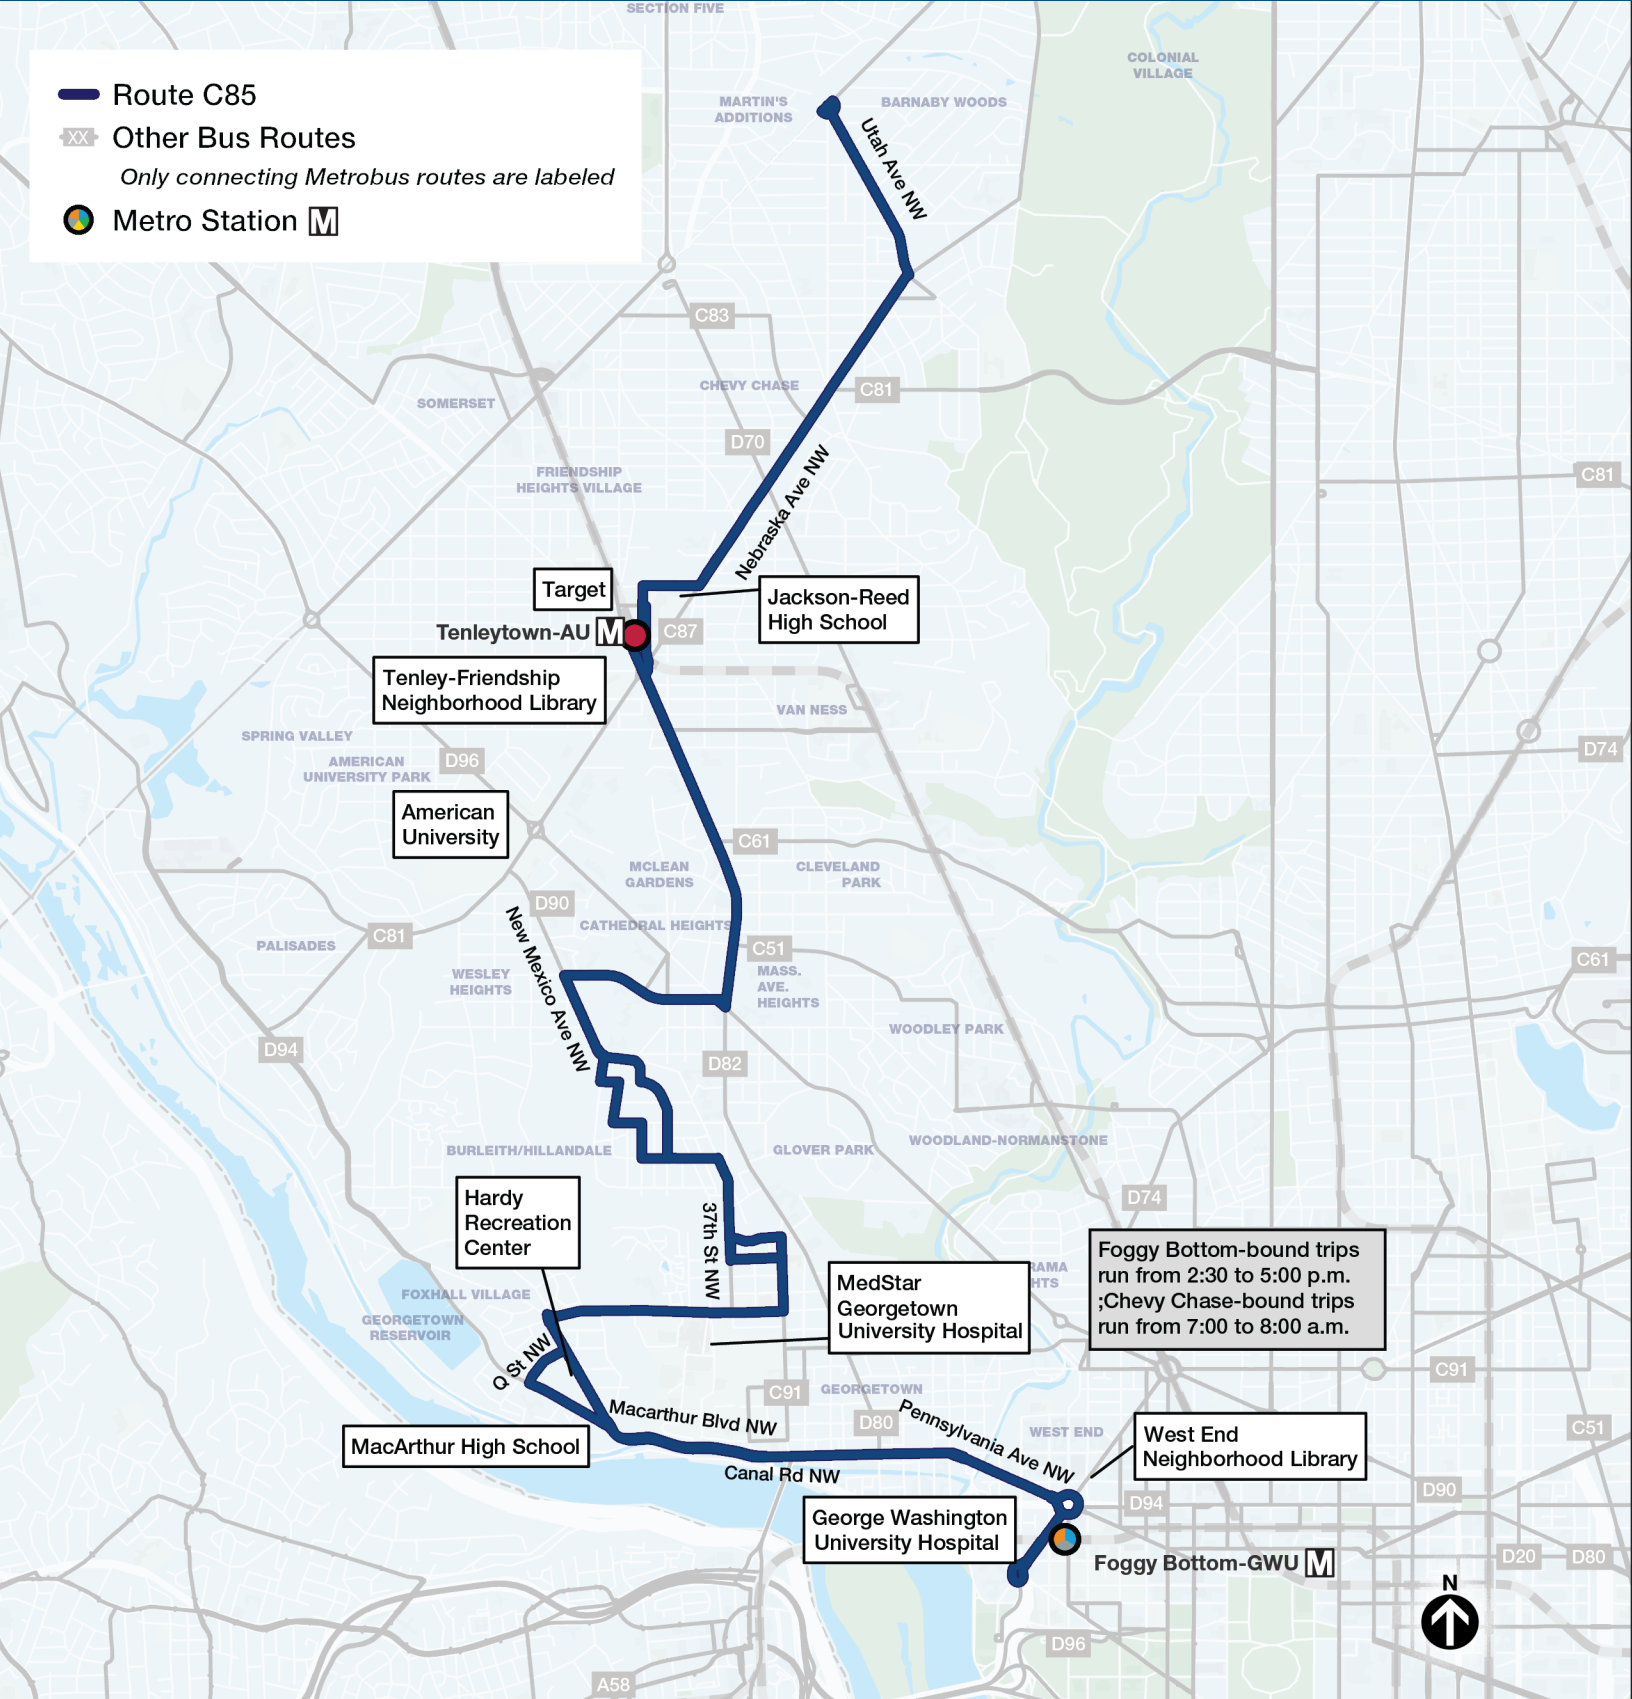 SECTION FIVE
COLONIAL
VILLAGE
Route C85
XX
Other Bus Routes
Only connecting Metrobus routes are labeled
Metro Station M
MARTIN'S
ADDITIONS
BARNABY WOODS
Utah Ave NW
C83
CHEVY CHASE
C81
SOMERSET
D70
FRIENDSHIP
HEIGHTS VILLAGE
C81
Nebraska Ave NW
Target
Jackson-Reed
High School
Tenleytown-AU M
C87
Tenley-Friendship
Neighborhood Library
VAN NESS
SPRING VALLEY
D74
AMERICAN
UNIVERSITY PARK
D96
American
University
C61
MCLEAN
GARDENS
CLEVELAND
PARK
D90
CATHEDRAL HEIGHTS
New Mexico Ave NW
C81
PALISADES
C51
C61
WESLEY
HEIGHTS
MASS.
AVE.
HEIGHTS
WOODLEY PARK
D94
D82
BURLEITH/HILLANDALE
GLOVER PARK
WOODLAND-NORMANSTONE
D74
Hardy
Recreation
Center
37th St NW
Foggy Bottom-bound trips
run from 2:30 to 5:00 p.m.
;Chevy Chase-bound trips
run from 7:00 to 8:00 a.m.
RAMA
HTS
MedStar
Georgetown
University Hospital
FOXHALL VILLAGE
GEORGETOWN
RESERVOIR
Q St NW
C91
C91
GEORGETOWN
D80
Macarthur Blvd NW
Pennsylvania Ave NW
WEST END
West End
Neighborhood Library
C51
MacArthur High School
Canal Rd NW
D94
D90
George Washington
University Hospital
Foggy Bottom-GWU M
D20
D80
N
D96
A58